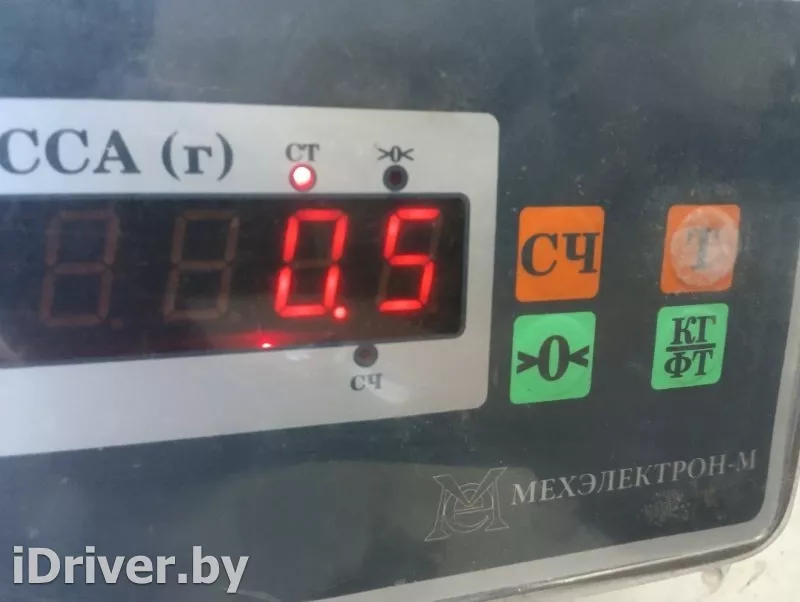 ССА (г)
СТ >0<
0.5
СЧ Т
>0< КГ
ФТ
СЧ
МЕХЭЛЕКТРОН-М
iDriver.by